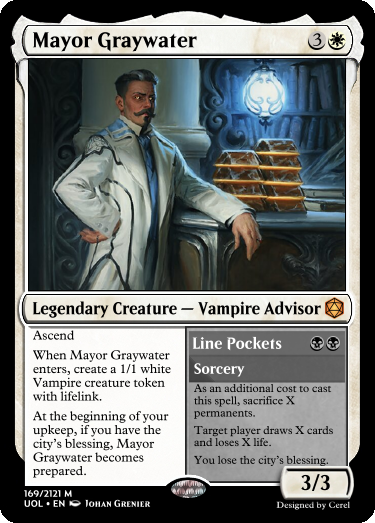 Mayor Graywater 3
Legendary Creature — Vampire Advisor
Ascend
When Mayor Graywater
enters, create a 1/1 white
Vampire creature token
with lifelink.
At the beginning of your
upkeep, if you have the
city's blessing, Mayor
Graywater becomes
prepared.
Line Pockets
Sorcery
As an additional cost to cast
this spell, sacrifice X
permanents.
Target player draws X cards
and loses X life.
You lose the city's blessing.
3/3
169/2121 M
UOL • EN Johan Grenier
Designed by Cerel